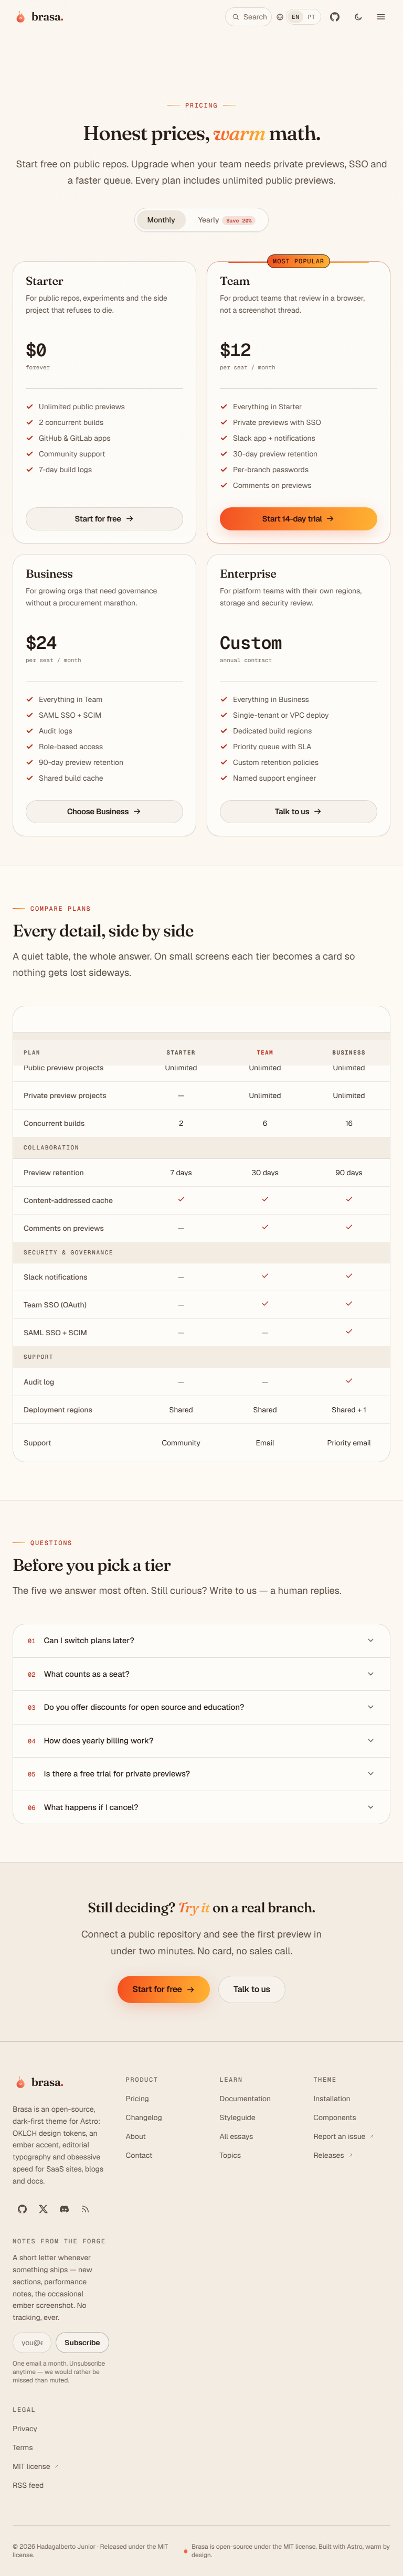 brasa.
Search
EN PT
PRICING
Honest prices, warm math.
Start free on public repos. Upgrade when your team needs private previews, SSO and
a faster queue. Every plan includes unlimited public previews.
Monthly
Yearly Save 20%
Starter
For public repos, experiments and the side
project that refuses to die.
$0
forever
Unlimited public previews
2 concurrent builds
GitHub & GitLab apps
Community support
7-day build logs
Start for free →
MOST POPULAR
Team
For product teams that review in a browser,
not a screenshot thread.
$12
per seat / month
Everything in Starter
Private previews with SSO
Slack app + notifications
30-day preview retention
Per-branch passwords
Comments on previews
Start 14-day trial →
Business
For growing orgs that need governance
without a procurement marathon.
$24
per seat / month
Everything in Team
SAML SSO + SCIM
Audit logs
Role-based access
90-day preview retention
Shared build cache
Choose Business →
Enterprise
For platform teams with their own regions,
storage and security review.
Custom
annual contract
Everything in Business
Single-tenant or VPC deploy
Dedicated build regions
Priority queue with SLA
Custom retention policies
Named support engineer
Talk to us →
COMPARE PLANS
Every detail, side by side
A quiet table, the whole answer. On small screens each tier becomes a card so
nothing gets lost sideways.
PLAN STARTER TEAM BUSINESS
Public preview projects Unlimited Unlimited Unlimited
Private preview projects — Unlimited Unlimited
Concurrent builds 2 6 16
COLLABORATION
Preview retention 7 days 30 days 90 days
Content-addressed cache ✓ ✓ ✓
Comments on previews — ✓ ✓
SECURITY & GOVERNANCE
Slack notifications — ✓ ✓
Team SSO (OAuth) — ✓ ✓
SAML SSO + SCIM — — ✓
SUPPORT
Audit log — — ✓
Deployment regions Shared Shared Shared + 1
Support Community Email Priority email
QUESTIONS
Before you pick a tier
The five we answer most often. Still curious? Write to us — a human replies.
01 Can I switch plans later?
02 What counts as a seat?
03 Do you offer discounts for open source and education?
04 How does yearly billing work?
05 Is there a free trial for private previews?
06 What happens if I cancel?
Still deciding? Try it on a real branch.
Connect a public repository and see the first preview in
under two minutes. No card, no sales call.
Start for free →
Talk to us
brasa.
Brasa is an open-source,
dark-first theme for Astro:
OKLCH design tokens, an
ember accent, editorial
typography and obsessive
speed for SaaS sites, blogs
and docs.
NOTES FROM THE FORGE
A short letter whenever
something ships — new
sections, performance
notes, the occasional
ember screenshot. No
tracking, ever.
you@
Subscribe
One email a month. Unsubscribe
anytime — we would rather be
missed than muted.
PRODUCT
Pricing
Changelog
About
Contact
LEARN
Documentation
Styleguide
All essays
Topics
THEME
Installation
Components
Report an issue ↗
Releases ↗
LEGAL
Privacy
Terms
MIT license ↗
RSS feed
© 2026 Hadagalberto Junior · Released under the MIT
license.
Brasa is open-source under the MIT license. Built with Astro, warm by
design.